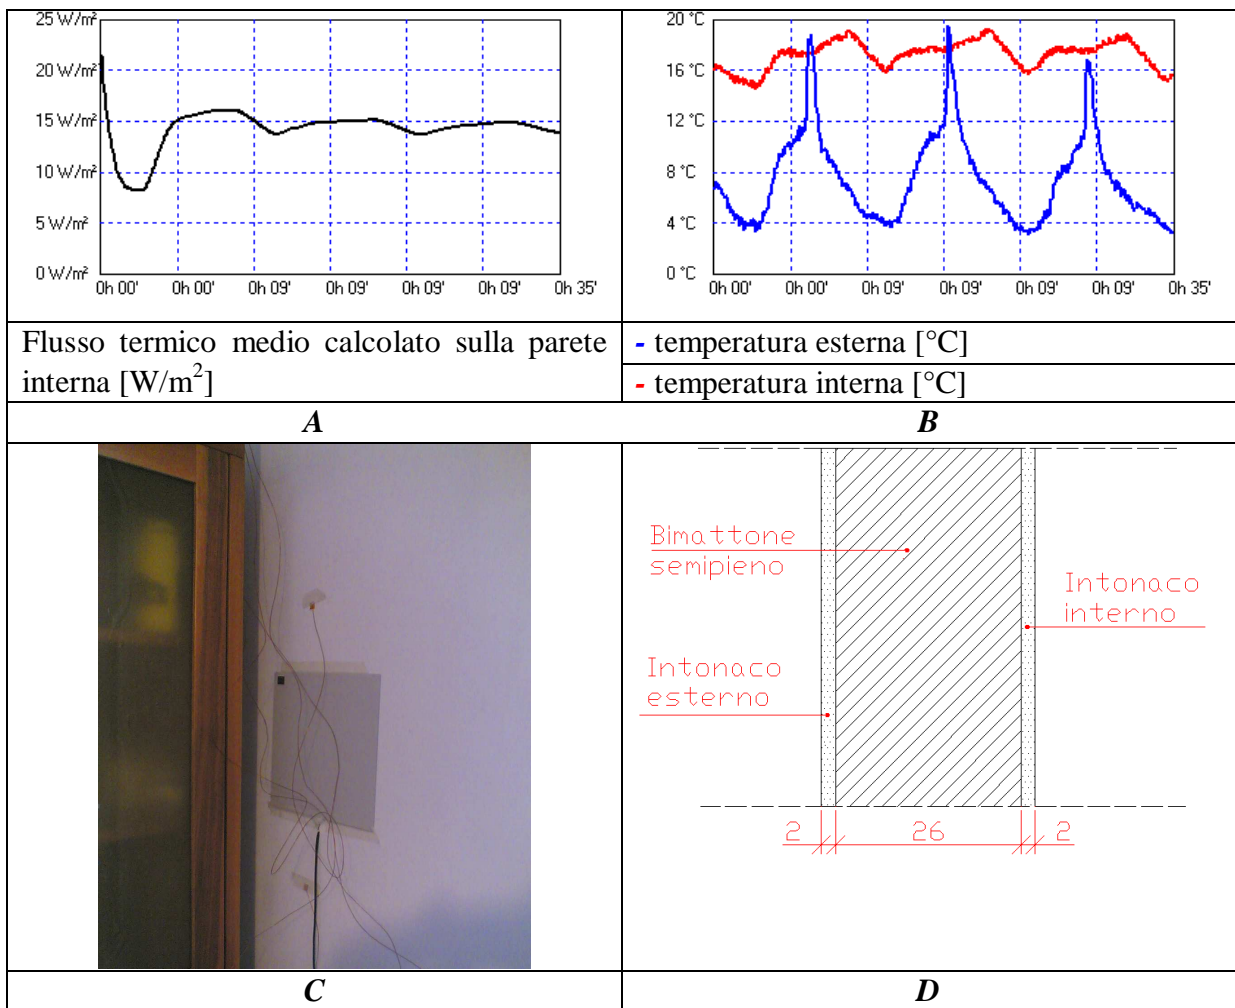 25 W/m²
20 W/m²
15 W/m²
10 W/m²
5 W/m²
0 W/m²
0h 00' 0h 00' 0h 09' 0h 09' 0h 09' 0h 09' 0h 35'
20 °C
16 °C
12 °C
8 °C
4 °C
0 °C
0h 00' 0h 00' 0h 09' 0h 09' 0h 09' 0h 09' 0h 35'
Flusso termico medio calcolato sulla parete
interna [W/m²]
- temperatura esterna [°C]
- temperatura interna [°C]
A
B
Bimattone
semipieno
Intonaco
interno
Intonaco
esterno
2 26 2
C
D